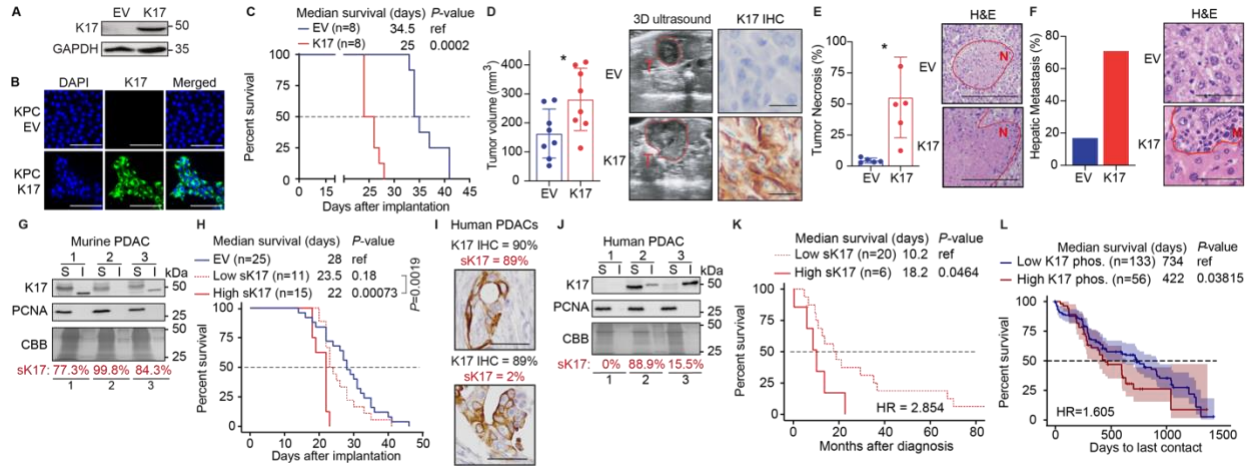 A
EV K17
K17
50
GAPDH
35
B
DAPI K17 Merged
KPC
EV
KPC
K17
C
Median survival (days) P-value
EV (n=8) 34.5 ref
K17 (n=8) 25 0.0002
Percent survival
100
75
50
25
0
0 15 25 35 45
Days after implantation
D
Tumor volume (mm3)
400
300
200
100
0
*
EV K17
3D ultrasound K17 IHC
EV
T
K17
T
E
Tumor Necrosis (%)
100
80
60
40
20
0
*
EV K17
H&E
EV
N
K17
N
F
Hepatic Metastasis (%)
80
60
40
20
0
EV K17
H&E
EV
K17
M
G
Murine PDAC
1 2 3
S I S I S I kDa
K17
50
PCNA
50
25
CBB
25
sK17: 77.3% 99.8% 84.3%
1 2 3
H
Median survival (days) P-value
EV (n=25) 28 ref
Low sK17 (n=11) 23.5 0.18
High sK17 (n=15) 22 0.00073
P=0.0019
Percent survival
100
75
50
25
0
0 10 20 30 40 50
Days after implantation
I
Human PDACs
K17 IHC = 90%
sK17 = 89%
K17 IHC = 89%
sK17 = 2%
J
Human PDAC
1 2 3
S I S I S I kDa
K17
50
PCNA
50
25
CBB
25
sK17: 0% 88.9% 15.5%
1 2 3
K
Median survival (days) P-value
Low sK17 (n=20) 10.2 ref
High sK17 (n=6) 18.2 0.0464
Percent survival
100
75
50
25
0
HR = 2.854
0 20 40 60 80
Months after diagnosis
L
Median survival (days) P-value
Low K17 phos. (n=133) 734 ref
High K17 phos. (n=56) 422 0.03815
Percent survival
100
75
50
25
0
HR=1.605
0 500 1000 1500
Days to last contact